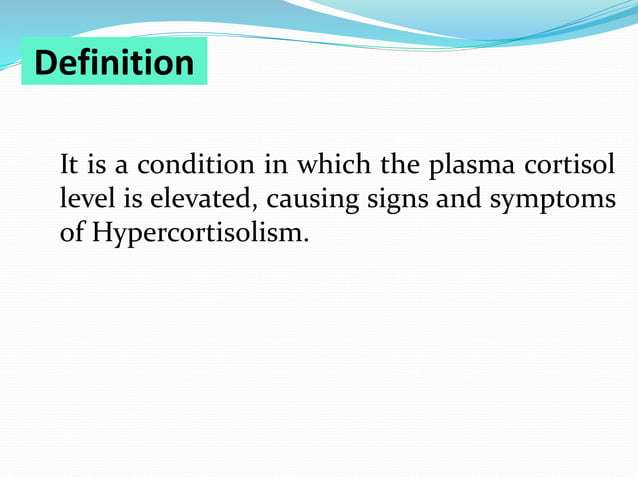 Definition
It is a condition in which the plasma cortisol
level is elevated, causing signs and symptoms
of Hypercortisolism.